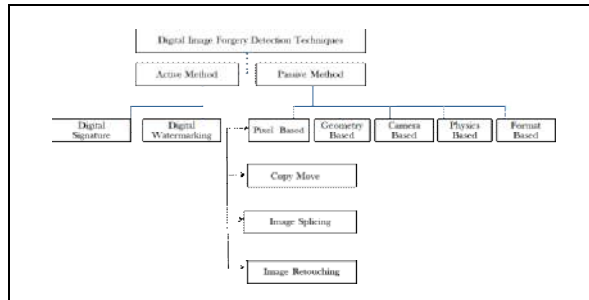 Digital Image Forgery Detection Techniques
Active Method
Passive Method
Digital
Signature
Digital
Watermarking
Pixel Based
Geometry
Based
Camera
Based
Physics
Based
Format
Based
Copy Move
Image Splicing
Image Retouching